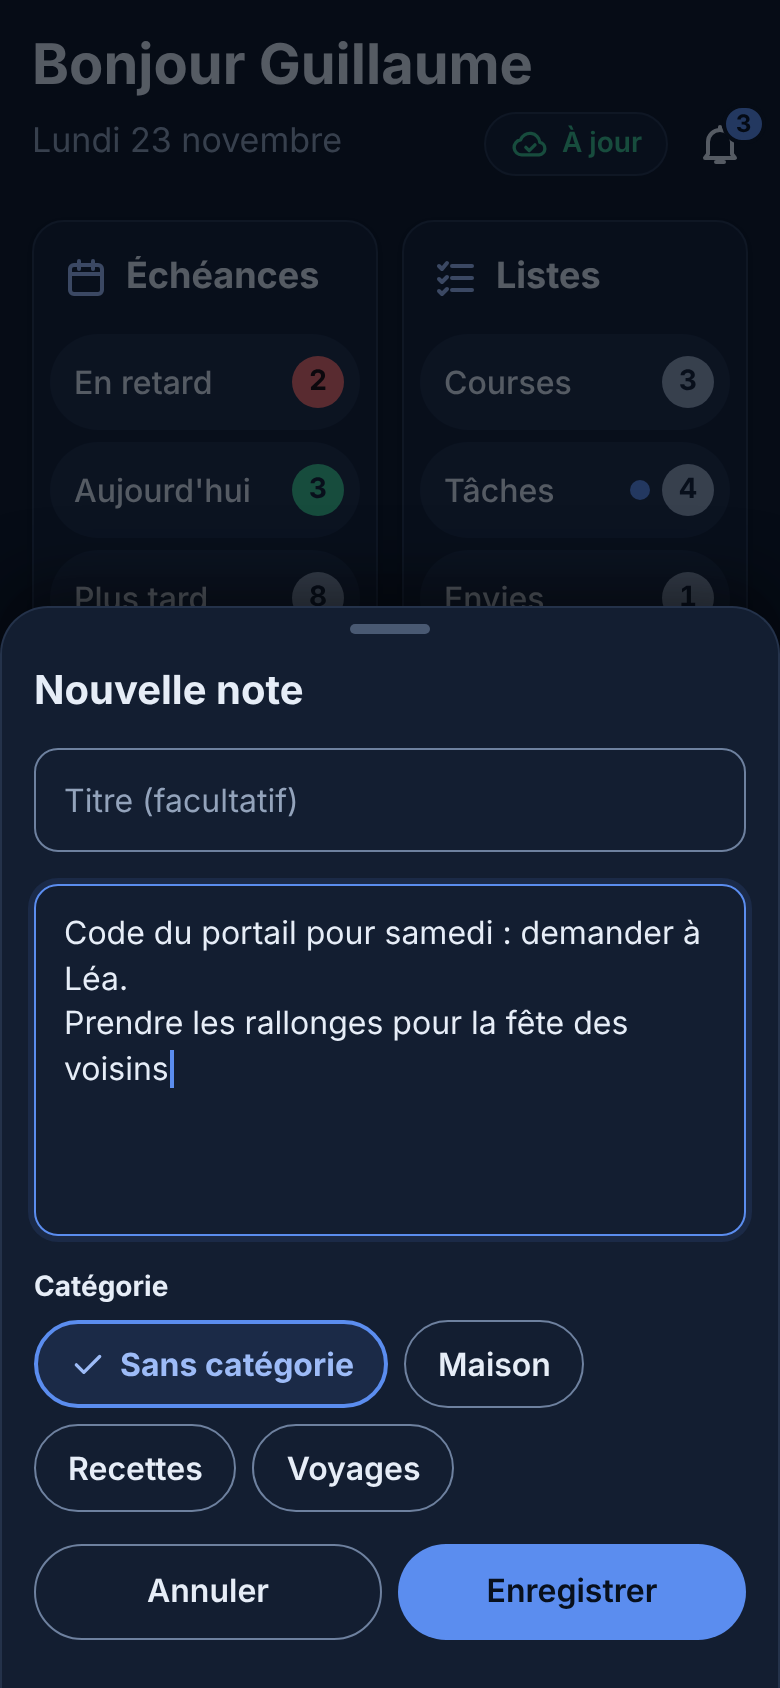 Bonjour Guillaume
Lundi 23 novembre
À jour
3
Échéances
En retard
2
Aujourd'hui
3
Plus tard
8
Listes
Courses
3
Tâches
4
Envies
1
Nouvelle note
Titre (facultatif)
Code du portail pour samedi : demander à
Léa.
Prendre les rallonges pour la fête des
voisins
Catégorie
Sans catégorie
Maison
Recettes
Voyages
Annuler
Enregistrer